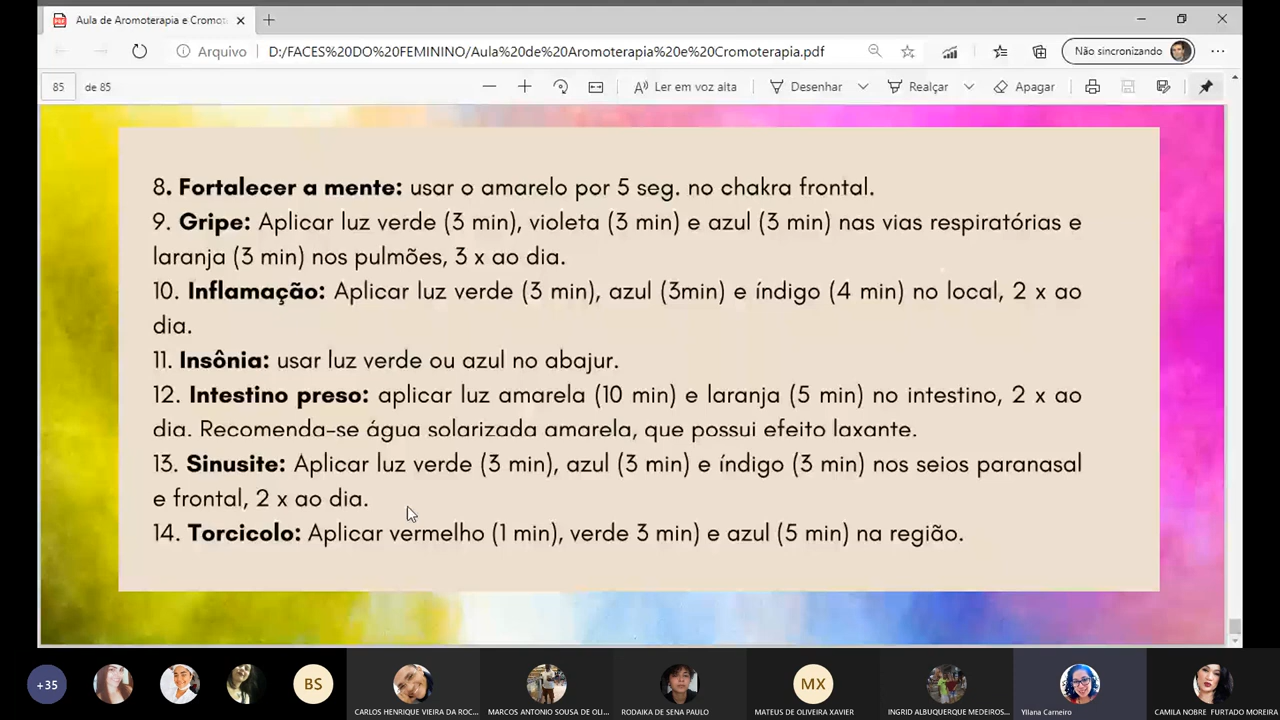 Aula de Aromoterapia e Cromot
Arquivo
D:/FACES%20DO%20FEMININO/Aula%20de%20Aromoterapia%20e%20Cromoterapia.pdf
Não sincronizando
85 de 85
Ler em voz alta
Desenhar
Realçar
Apagar
8. Fortalecer a mente: usar o amarelo por 5 seg. no chakra frontal.
9. Gripe: Aplicar luz verde (3 min), violeta (3 min) e azul (3 min) nas vias respiratórias e
laranja (3 min) nos pulmões, 3 x ao dia.
10. Inflamação: Aplicar luz verde (3 min), azul (3min) e índigo (4 min) no local, 2 x ao
dia.
11. Insônia: usar luz verde ou azul no abajur.
12. Intestino preso: aplicar luz amarela (10 min) e laranja (5 min) no intestino, 2 x ao
dia. Recomenda-se água solarizada amarela, que possui efeito laxante.
13. Sinusite: Aplicar luz verde (3 min), azul (3 min) e índigo (3 min) nos seios paranasal
e frontal, 2 x ao dia.
14. Torcicolo: Aplicar vermelho (1 min), verde 3 min) e azul (5 min) na região.
+35
BS
MX
CARLOS HENRIQUE VIEIRA DA ROC...
MARCOS ANTONIO SOUSA DE OLI...
RODAIKA DE SENA PAULO
MATEUS DE OLIVEIRA XAVIER
INGRID ALBUQUERQUE MEDEIROS...
Yllana Carneiro
CAMILA NOBRE FURTADO MOREIRA